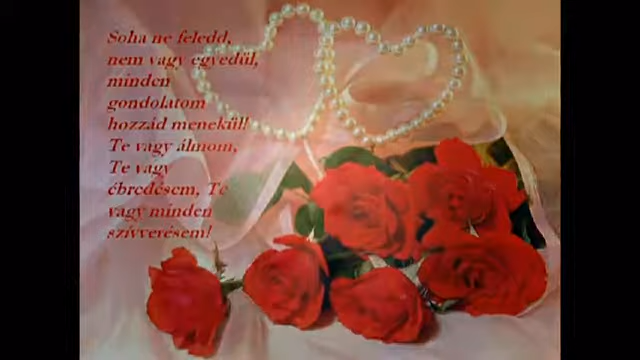 Soha ne feledd,
nem vagy egyedül,
minden
gondolatom
hozzád menekül!
Te vagy álmom,
Te vagy
ébredésem, Te
vagy minden
szívverésem!